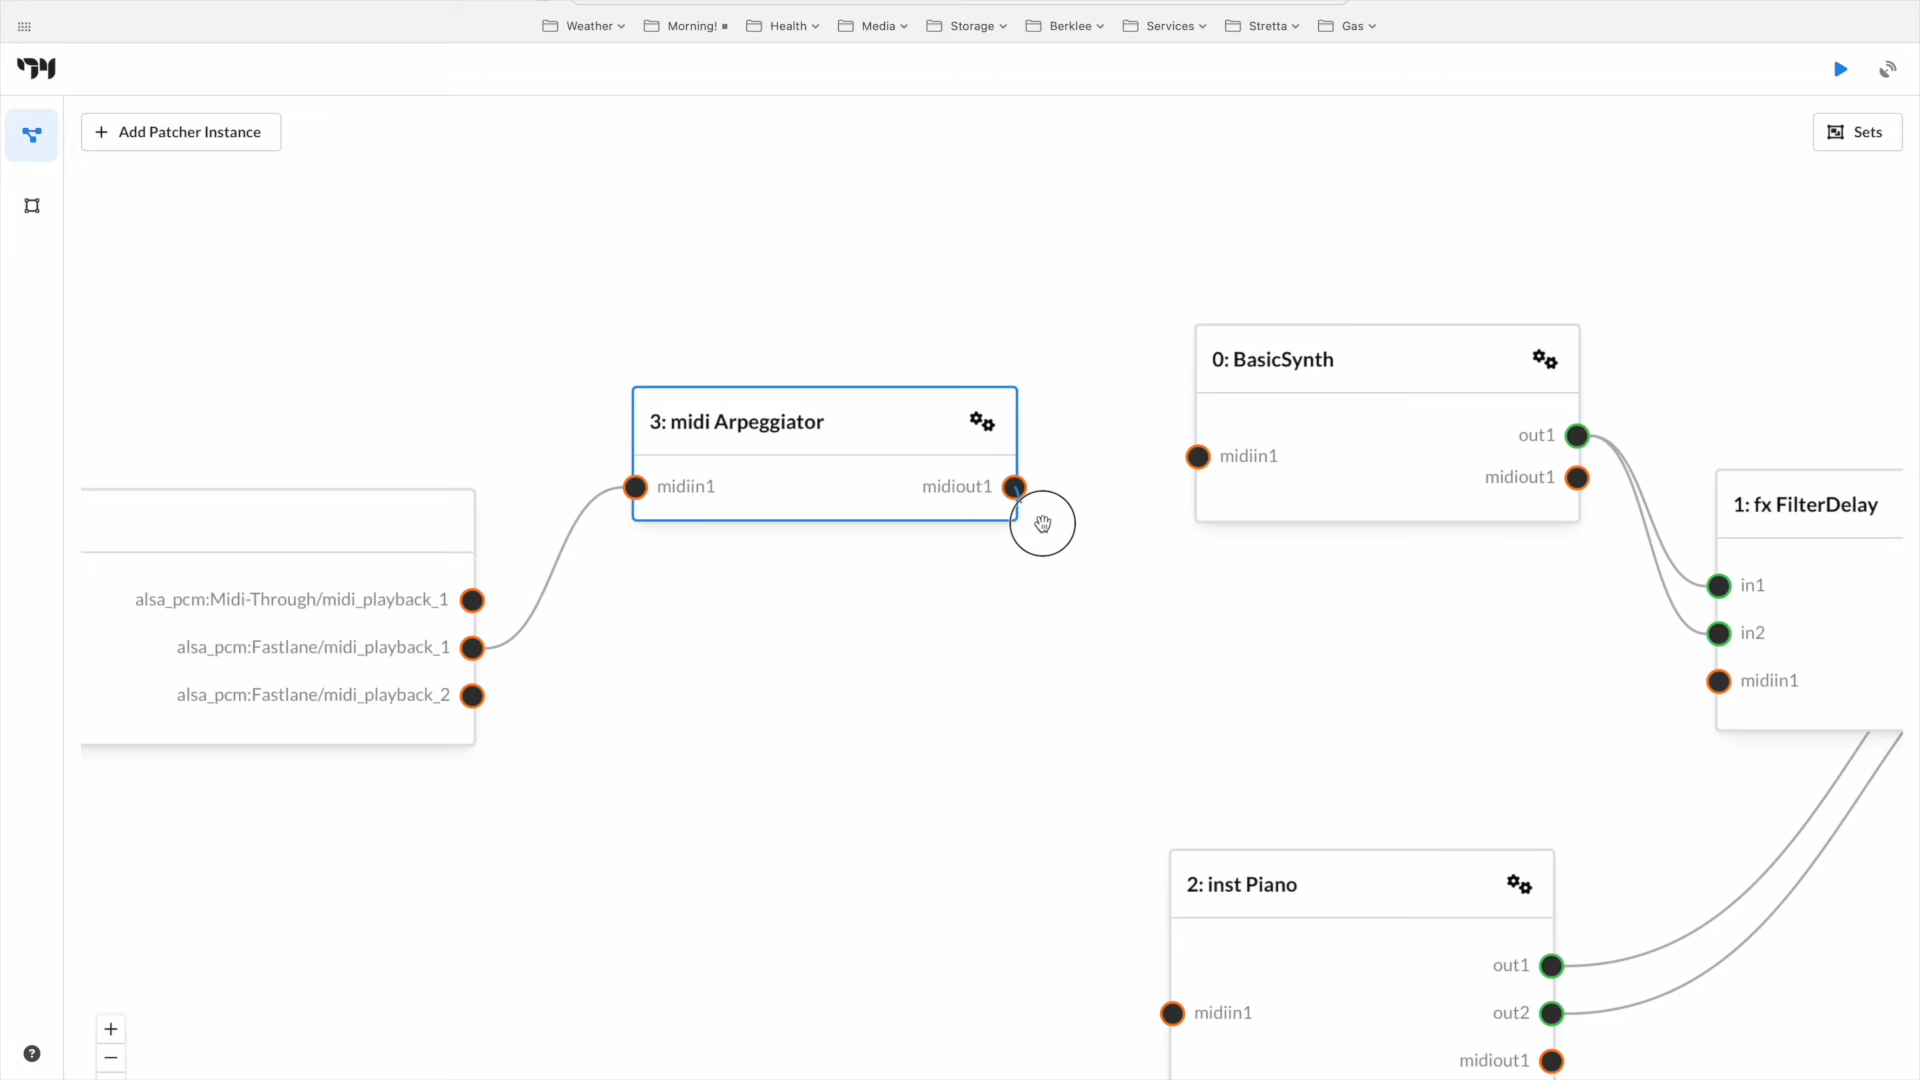 Weather
Morning!
Health
Media
Storage
Berklee
Services
Stretta
Gas
+ Add Patcher Instance
Sets
0: BasicSynth
midiin1
out1
midiout1
3: midi Arpeggiator
midiin1
midiout1
alsa_pcm:Midi-Through/midi_playback_1
alsa_pcm:Fastlane/midi_playback_1
alsa_pcm:Fastlane/midi_playback_2
1: fx FilterDelay
in1
in2
midiin1
2: inst Piano
midiin1
out1
out2
midiout1
+
−
?